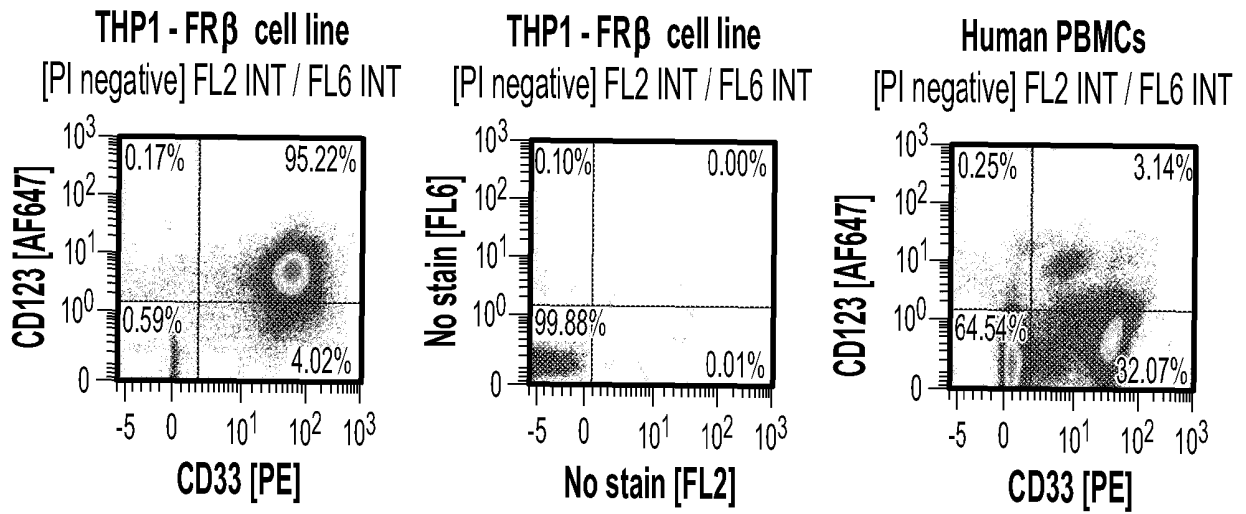 THP1 - FRβ cell line
[PI negative] FL2 INT / FL6 INT
CD123 [AF647]
10³
10²
10¹
10⁰
0
0.17%
95.22%
0.59%
4.02%
-5 0 10¹ 10² 10³
CD33 [PE]
THP1 - FRβ cell line
[PI negative] FL2 INT / FL6 INT
No stain [FL6]
10³
10²
10¹
10⁰
0
0.10%
0.00%
99.88%
0.01%
-5 0 10¹ 10² 10³
No stain [FL2]
Human PBMCs
[PI negative] FL2 INT / FL6 INT
CD123 [AF647]
10³
10²
10¹
10⁰
0
0.25%
3.14%
64.54%
32.07%
-5 0 10¹ 10² 10³
CD33 [PE]